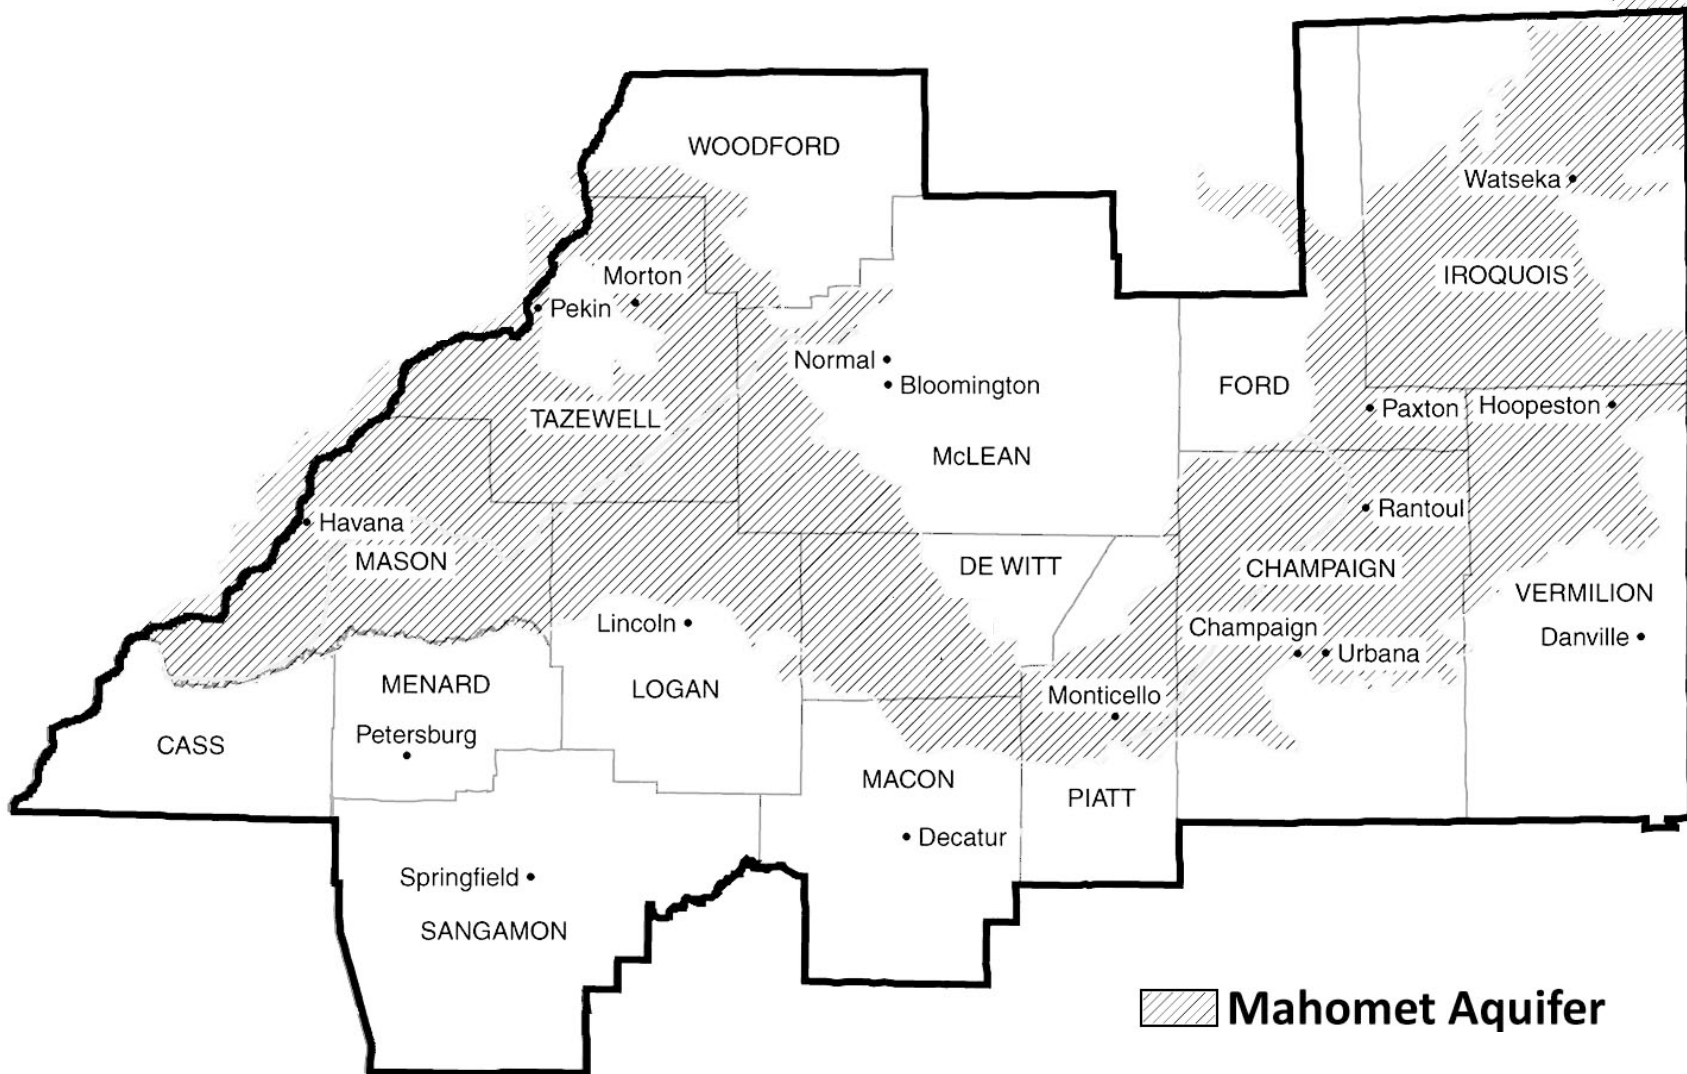 WOODFORD
Watseka
Morton
IROQUOIS
Pekin
Normal
Bloomington
FORD
Paxton
Hoopeston
TAZEWELL
McLEAN
Rantoul
Havana
MASON
DE WITT
CHAMPAIGN
VERMILION
Lincoln
Champaign
Danville
Urbana
MENARD
LOGAN
Monticello
Petersburg
CASS
MACON
PIATT
Decatur
Springfield
SANGAMON
Mahomet Aquifer